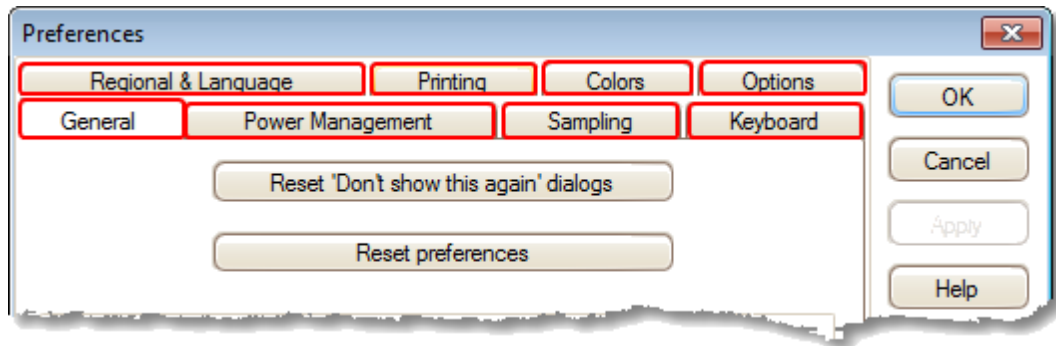 Preferences
Regional & Language Printing Colors Options
General Power Management Sampling Keyboard
OK
Reset 'Don't show this again' dialogs
Cancel
Apply
Reset preferences
Help